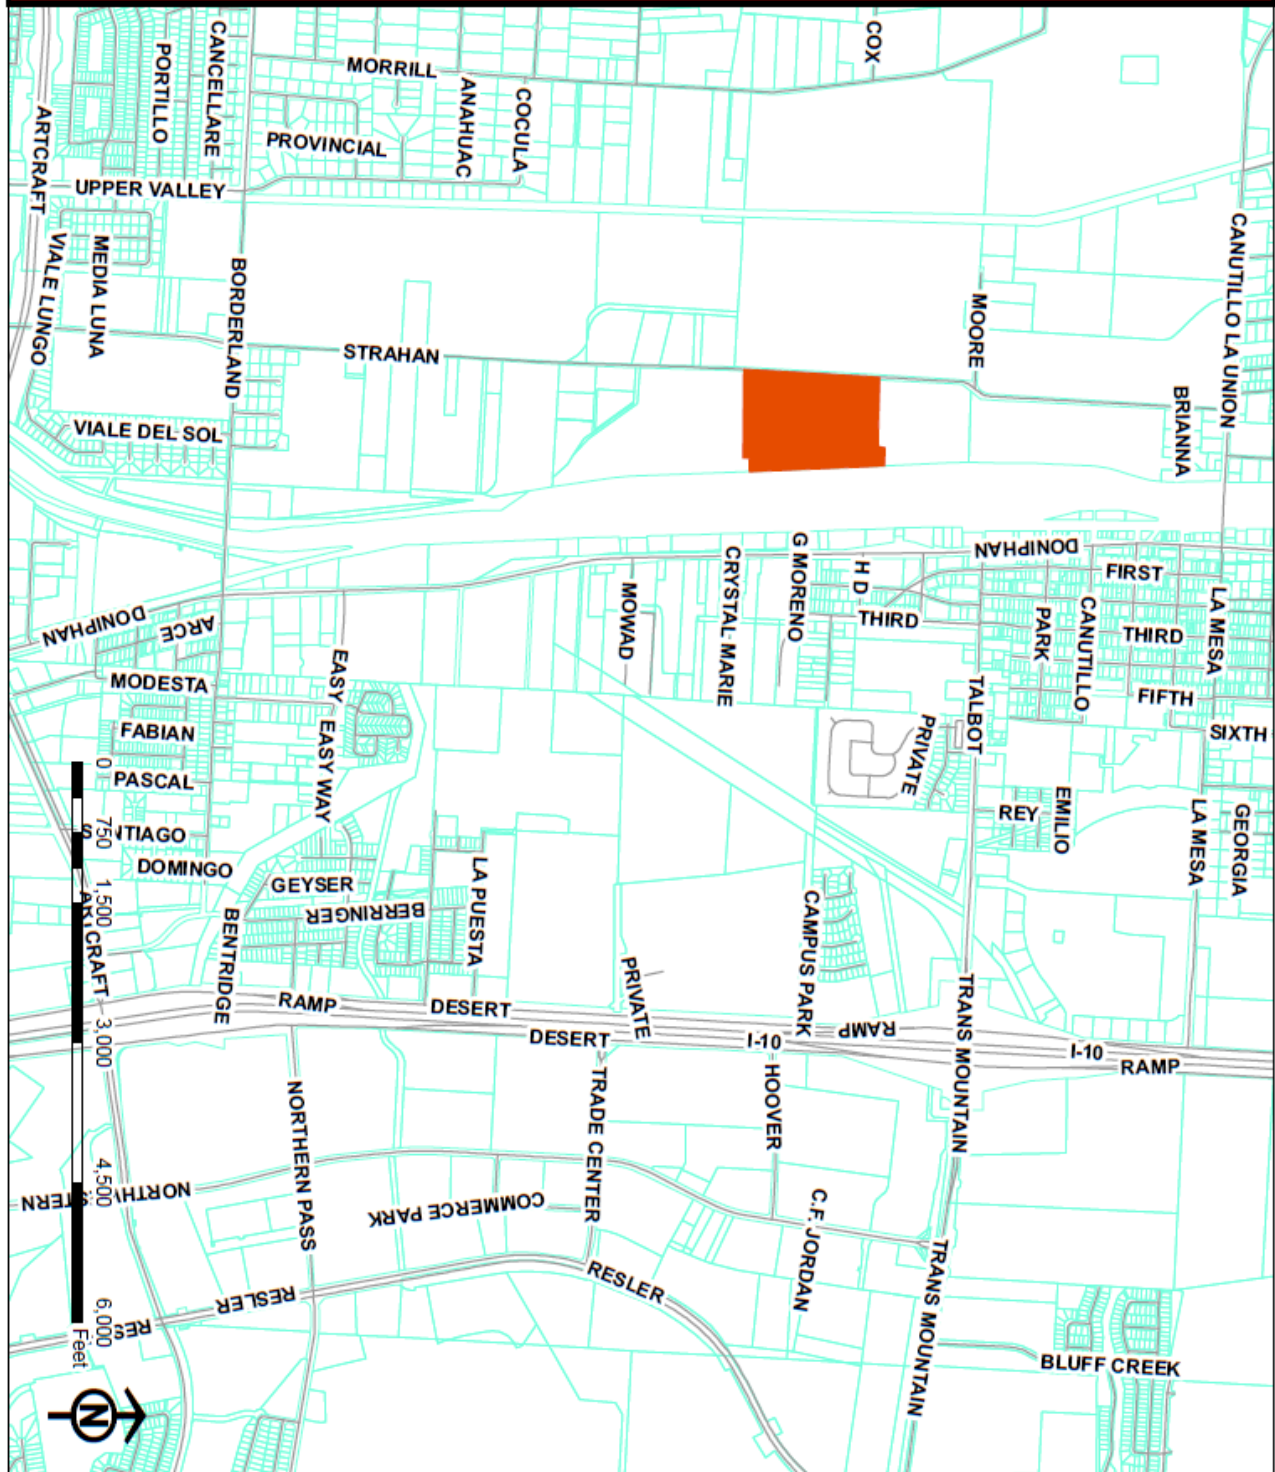 COX
CANCELLARE
PORTILLO
MORRILL
ANAHUAC
COCULA
ARTCRAFT
PROVINCIAL
UPPER VALLEY
CANUTILLO LA UNION
VIALE LUNGO
MEDIA LUNA
BORDERLAND
MOORE
STRAHAN
BRIANNA
VIALE DEL SOL
DONIPHAN
G MORENO
CRYSTAL MARIE
H D
FIRST
MOWAD
LA MESA
THIRD
PARK
CANUTILLO
THIRD
DONIPHAN
ARCE
EASY
MODESTA
TALBOT
FIFTH
PRIVATE
SIXTH
FABIAN
EASY WAY
PASCAL
REY
EMILIO
LA MESA
GEORGIA
NTIAGO
DOMINGO
GEYSER
LA PUESTA
BERRINGER
CAMPUS PARK
BENTRIDGE
CRAFT
PRIVATE
TRANS MOUNTAIN
RAMP
DESERT
DESERT
I-10
RAMP
I-10
RAMP
HOOVER
TRADE CENTER
NORTHERN PASS
COMMERCE PARK
C.F. JORDAN
TRANS MOUNTAIN
RESLER
RESLER
BLUFF CREEK
0
750
1,500
3,000
4,500
6,000
Feet
N